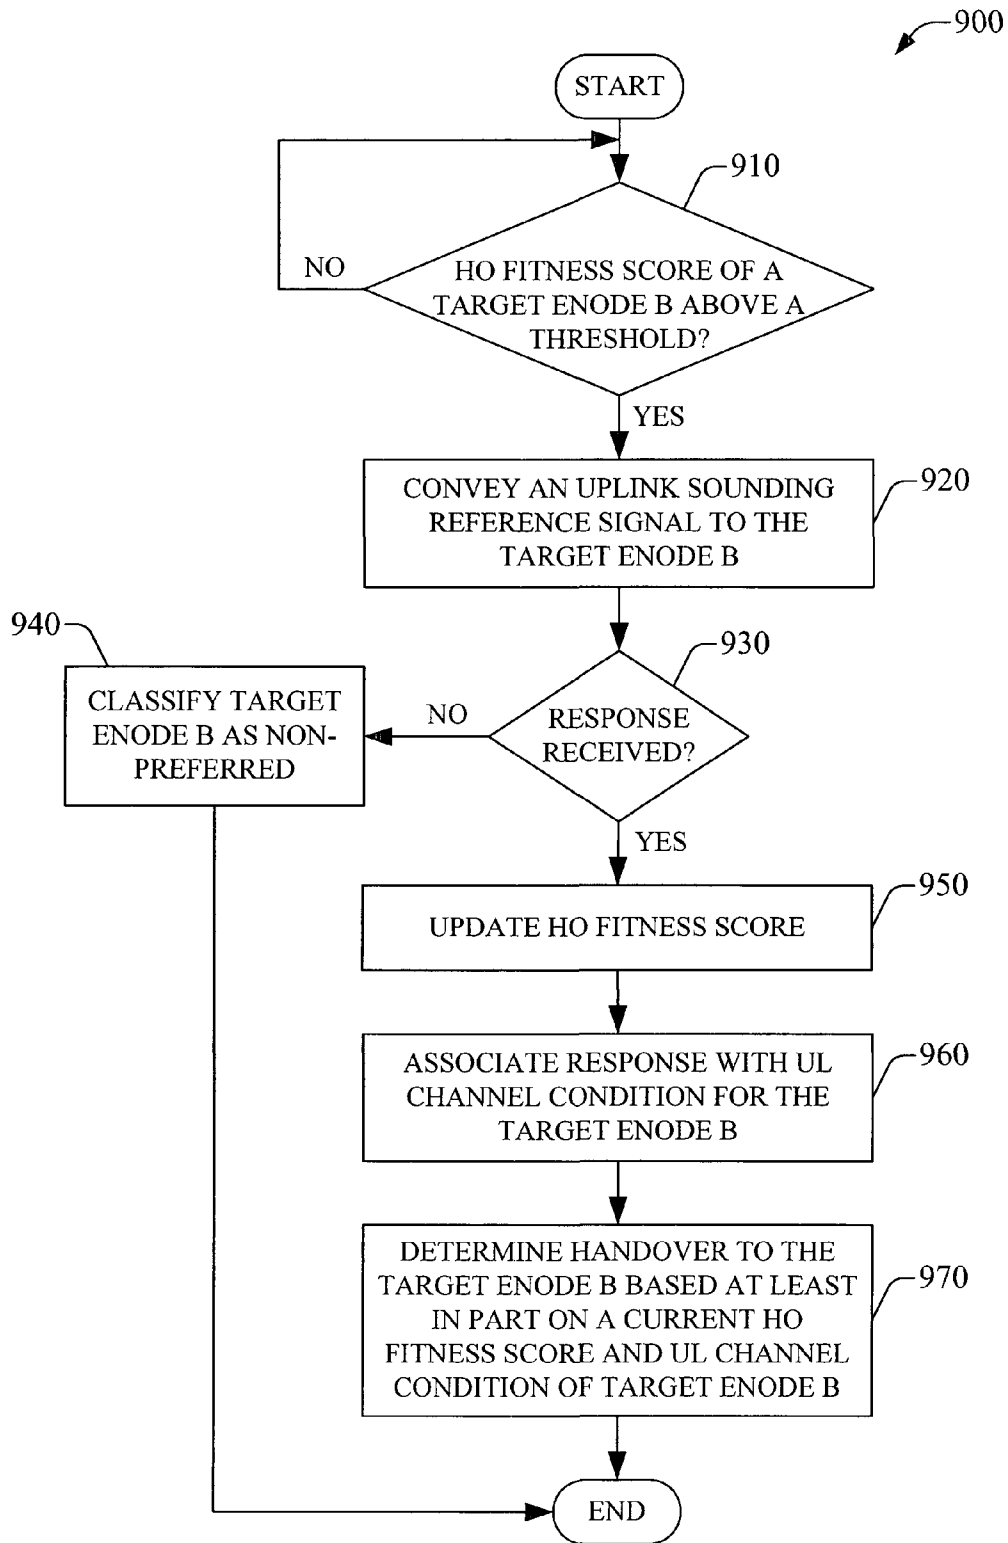 900
START
910
NO
HO FITNESS SCORE OF A
TARGET ENODE B ABOVE A
THRESHOLD?
YES
CONVEY AN UPLINK SOUNDING
REFERENCE SIGNAL TO THE
TARGET ENODE B
920
940
930
CLASSIFY TARGET
ENODE B AS NON-
PREFERRED
NO
RESPONSE
RECEIVED?
YES
950
UPDATE HO FITNESS SCORE
960
ASSOCIATE RESPONSE WITH UL
CHANNEL CONDITION FOR THE
TARGET ENODE B
DETERMINE HANDOVER TO THE
TARGET ENODE B BASED AT LEAST
IN PART ON A CURRENT HO
FITNESS SCORE AND UL CHANNEL
CONDITION OF TARGET ENODE B
970
END